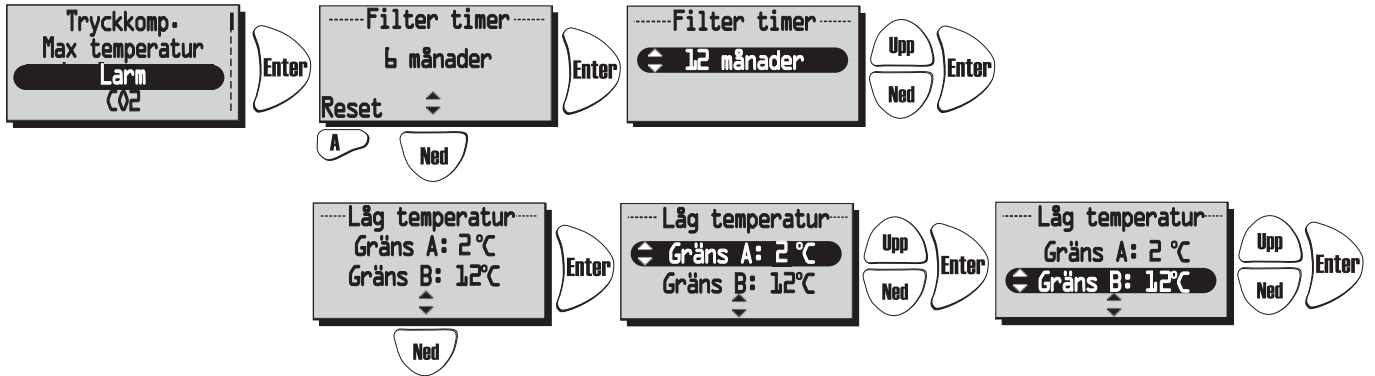 Tryckkomp.
Max temperatur
Larm
CO2
Enter
Filter timer
6 månader
Reset
A
Ned
Enter
Filter timer
12 månader
Upp
Ned
Enter
Låg temperatur
Gräns A: 2 °C
Gräns B: 12°C
Ned
Enter
Låg temperatur
Gräns A: 2 °C
Gräns B: 12°C
Upp
Ned
Enter
Låg temperatur
Gräns A: 2 °C
Gräns B: 12°C
Upp
Ned
Enter